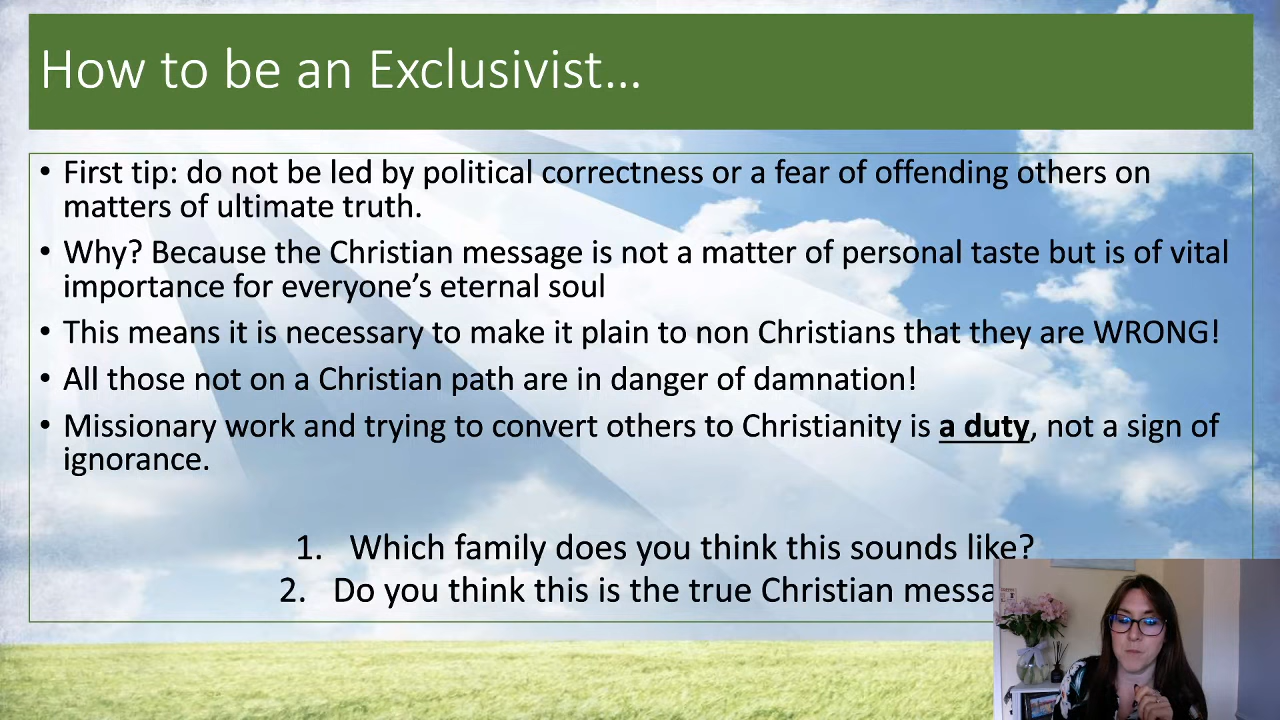 How to be an Exclusivist...
• First tip: do not be led by political correctness or a fear of offending others on
matters of ultimate truth.
• Why? Because the Christian message is not a matter of personal taste but is of vital
importance for everyone's eternal soul
• This means it is necessary to make it plain to non Christians that they are WRONG!
• All those not on a Christian path are in danger of damnation!
• Missionary work and trying to convert others to Christianity is a duty, not a sign of
ignorance.
1. Which family does you think this sounds like?
2. Do you think this is the true Christian messa